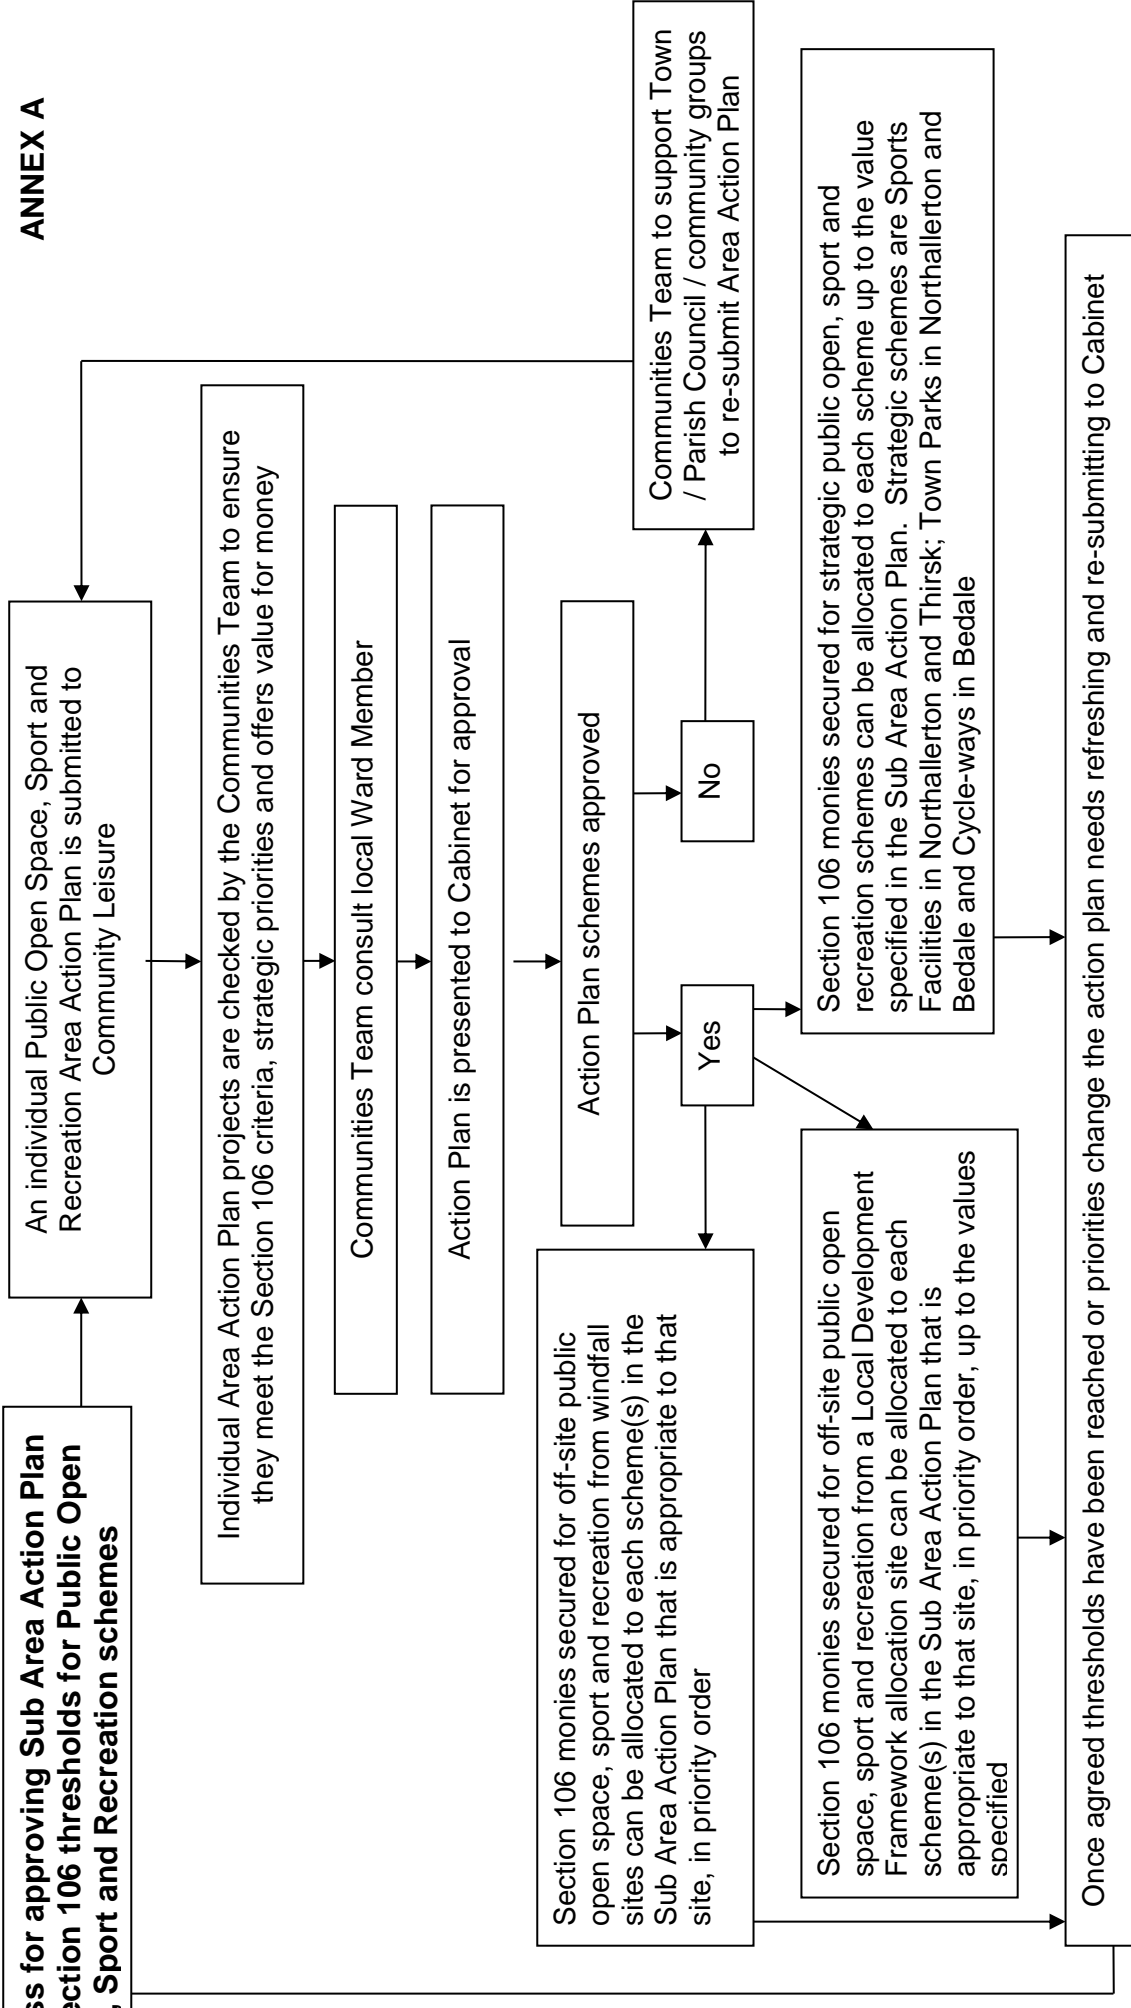 ANNEX A
ss for approving Sub Area Action Plan
ection 106 thresholds for Public Open
, Sport and Recreation schemes
An individual Public Open Space, Sport and
Recreation Area Action Plan is submitted to
Community Leisure
Individual Area Action Plan projects are checked by the Communities Team to ensure
they meet the Section 106 criteria, strategic priorities and offers value for money
Communities Team consult local Ward Member
Action Plan is presented to Cabinet for approval
Action Plan schemes approved
Yes
No
Communities Team to support Town
/ Parish Council / community groups
to re-submit Area Action Plan
Section 106 monies secured for off-site public
open space, sport and recreation from windfall
sites can be allocated to each scheme(s) in the
Sub Area Action Plan that is appropriate to that
site, in priority order
Section 106 monies secured for off-site public open
space, sport and recreation from a Local Development
Framework allocation site can be allocated to each
scheme(s) in the Sub Area Action Plan that is
appropriate to that site, in priority order, up to the values
specified
Section 106 monies secured for strategic public open, sport and
recreation schemes can be allocated to each scheme up to the value
specified in the Sub Area Action Plan.  Strategic schemes are Sports
Facilities in Northallerton and Thirsk; Town Parks in Northallerton and
Bedale and Cycle-ways in Bedale
Once agreed thresholds have been reached or priorities change the action plan needs refreshing and re-submitting to Cabinet